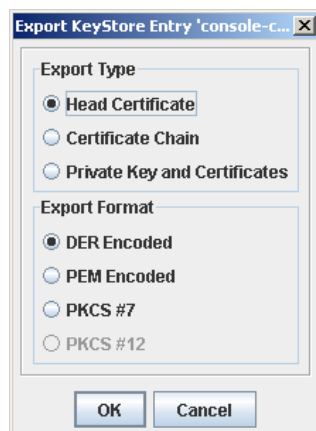 Export KeyStore Entry 'console-c...
Export Type
Head Certificate
Certificate Chain
Private Key and Certificates
Export Format
DER Encoded
PEM Encoded
PKCS #7
PKCS #12
OK Cancel